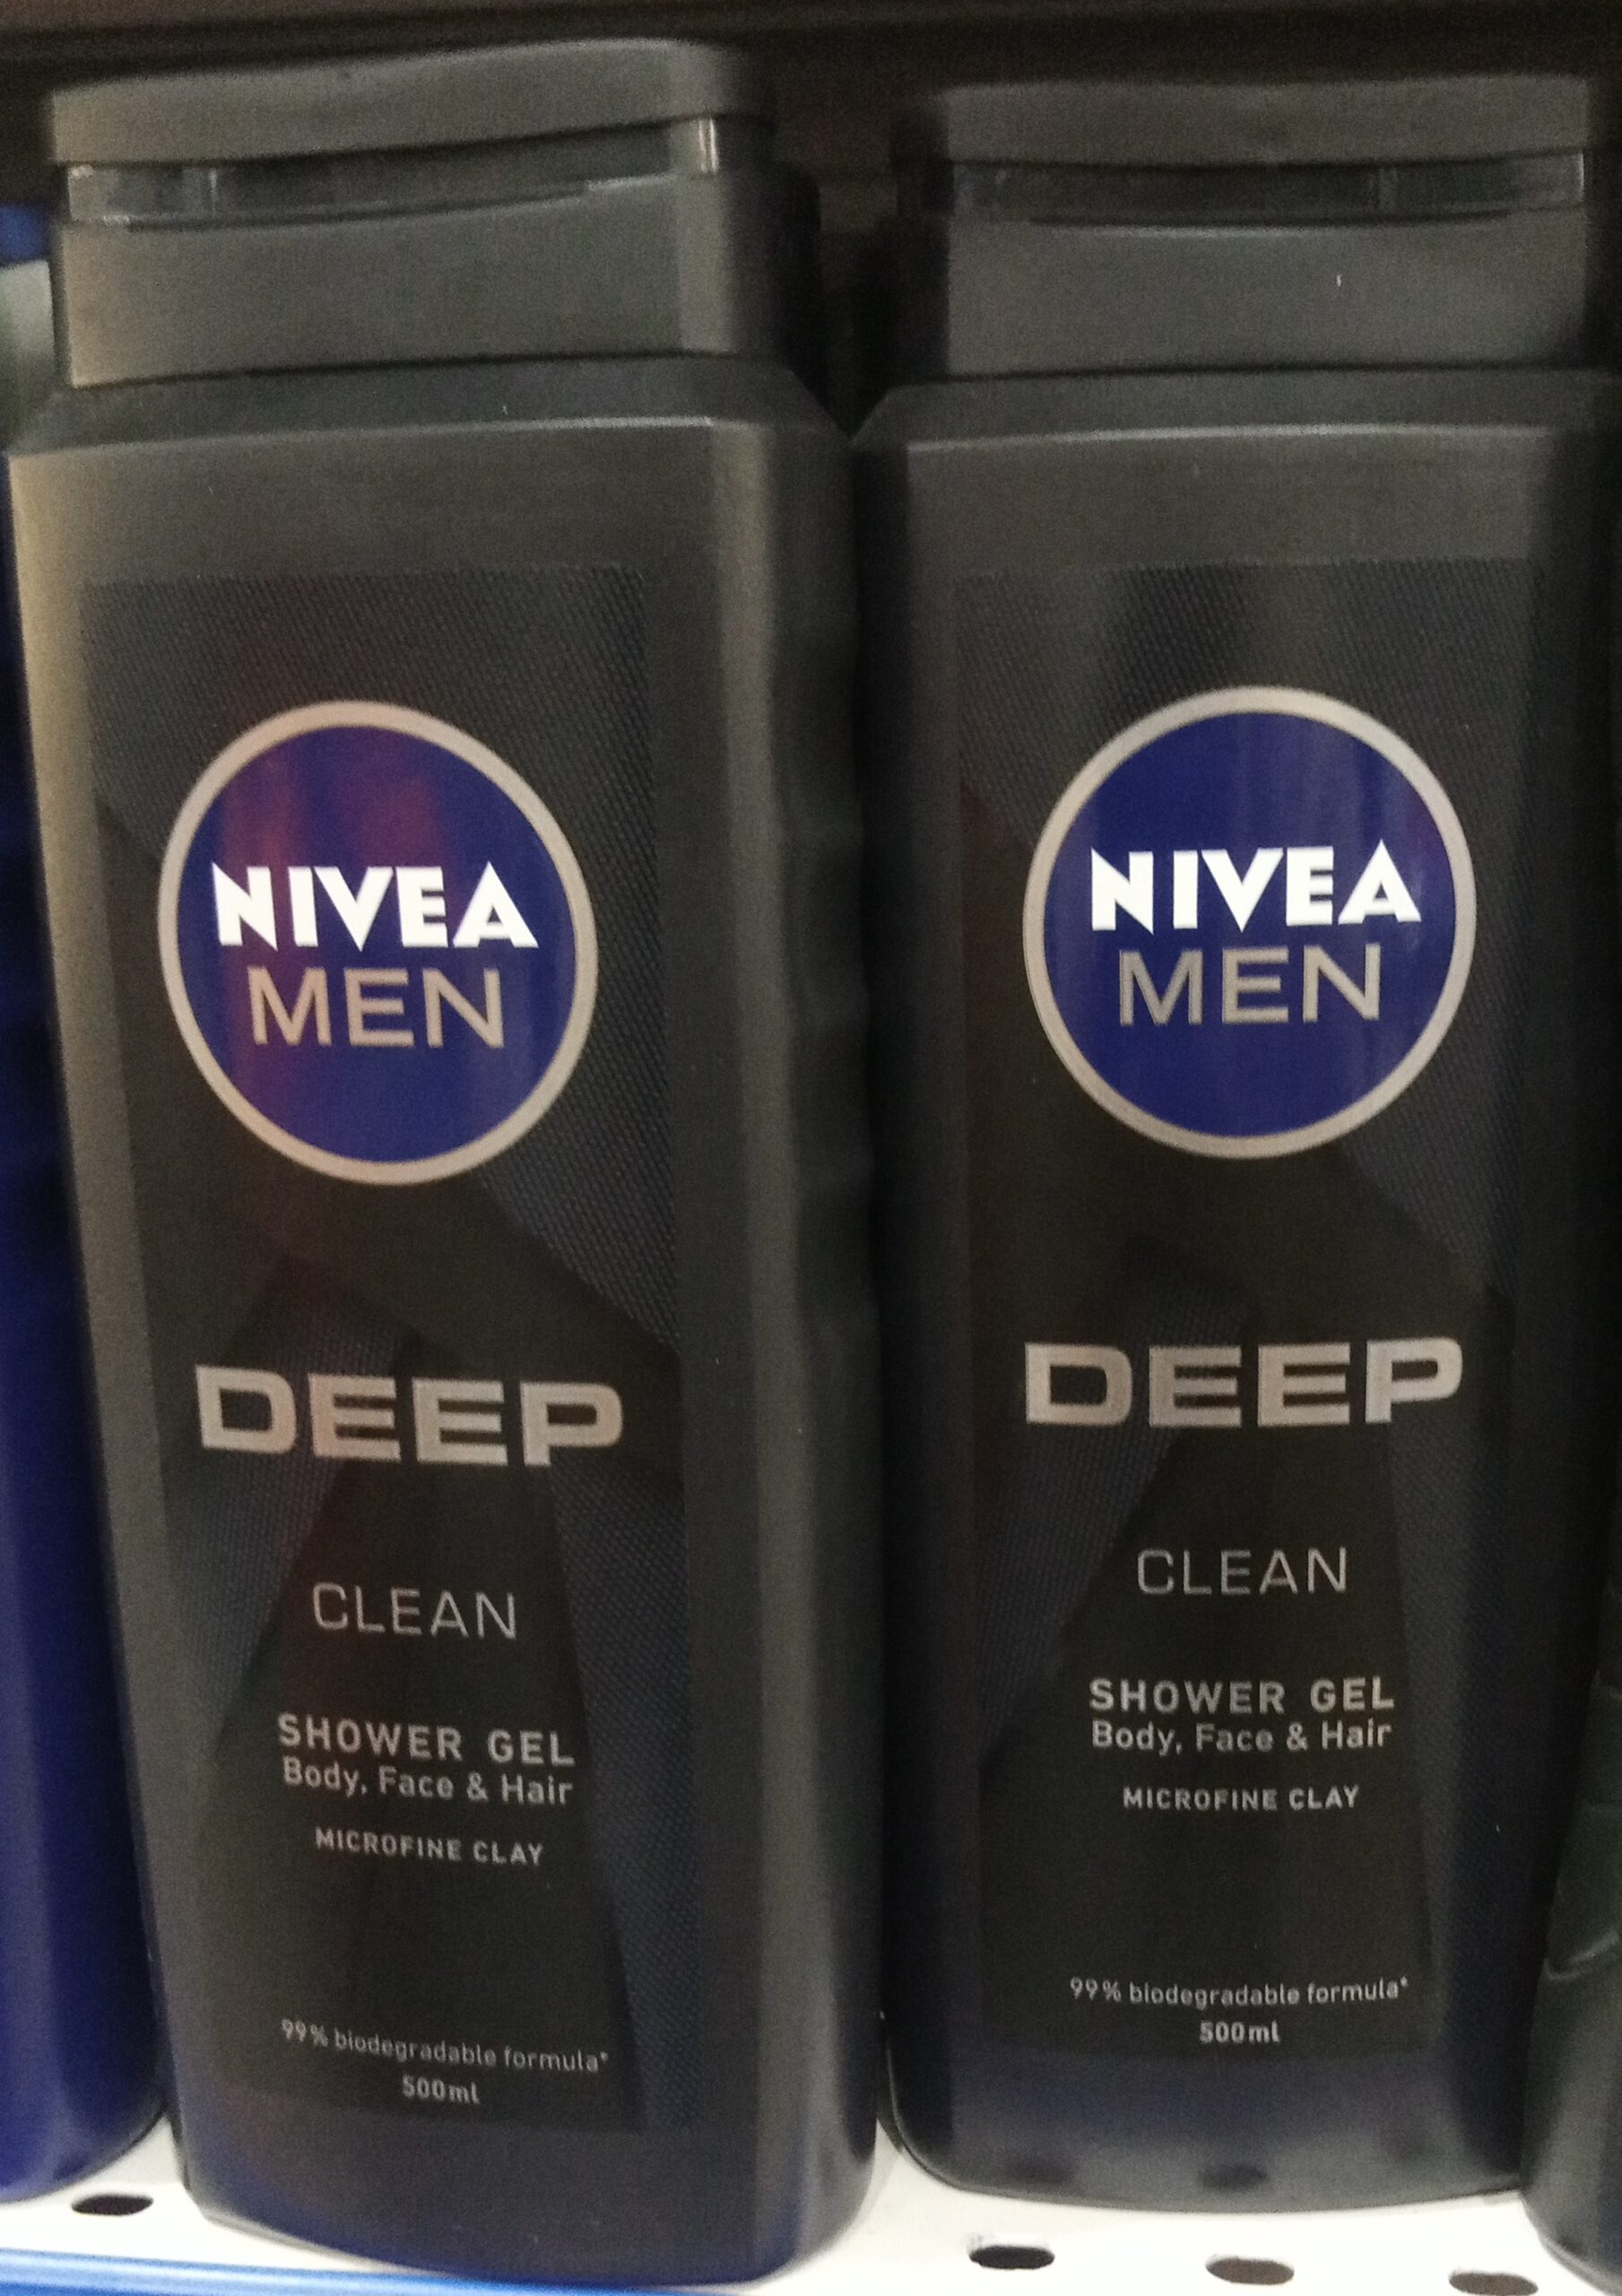 NIVEA
MEN
DEEP
CLEAN
SHOWER GEL
Body, Face & Hair
MICROFINE CLAY
99% biodegradable formula*
500ml
NIVEA
MEN
DEEP
CLEAN
SHOWER GEL
Body, Face & Hair
MICROFINE CLAY
99% biodegradable formula*
500ml